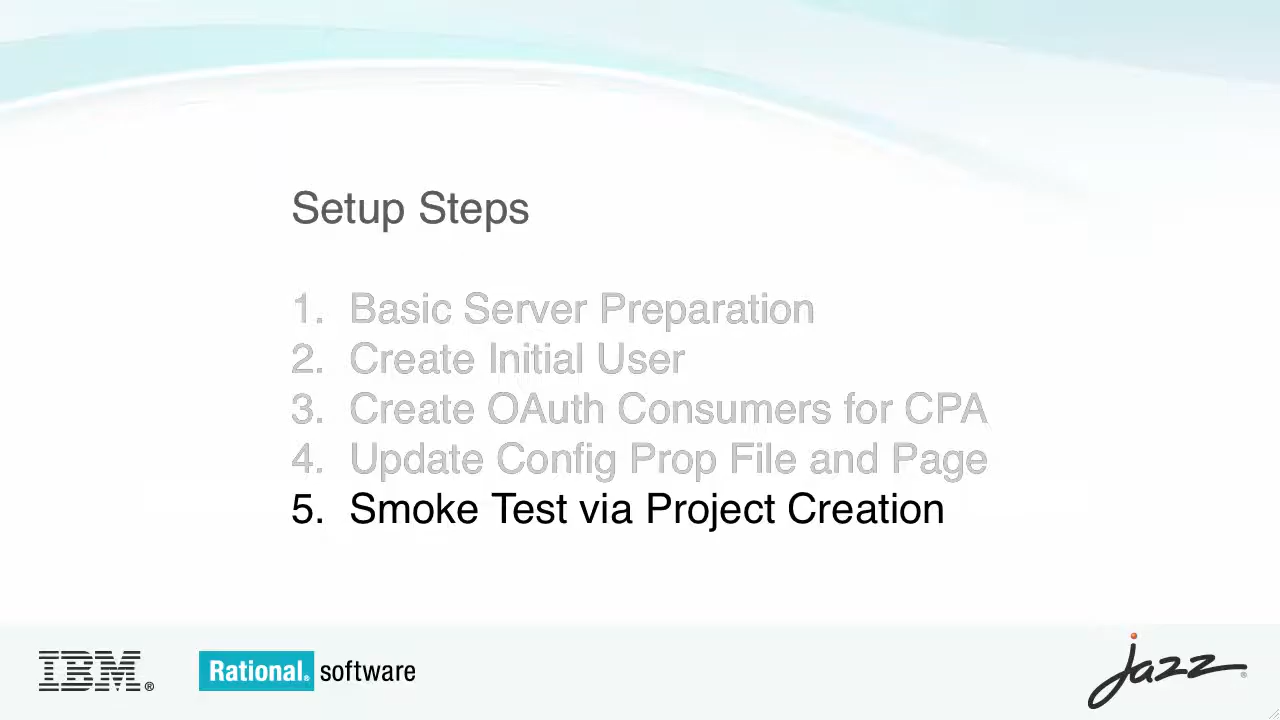 Setup Steps
1. Basic Server Preparation
2. Create Initial User
3. Create OAuth Consumers for CPA
4. Update Config Prop File and Page
5. Smoke Test via Project Creation
IBM® Rational® software jazz®